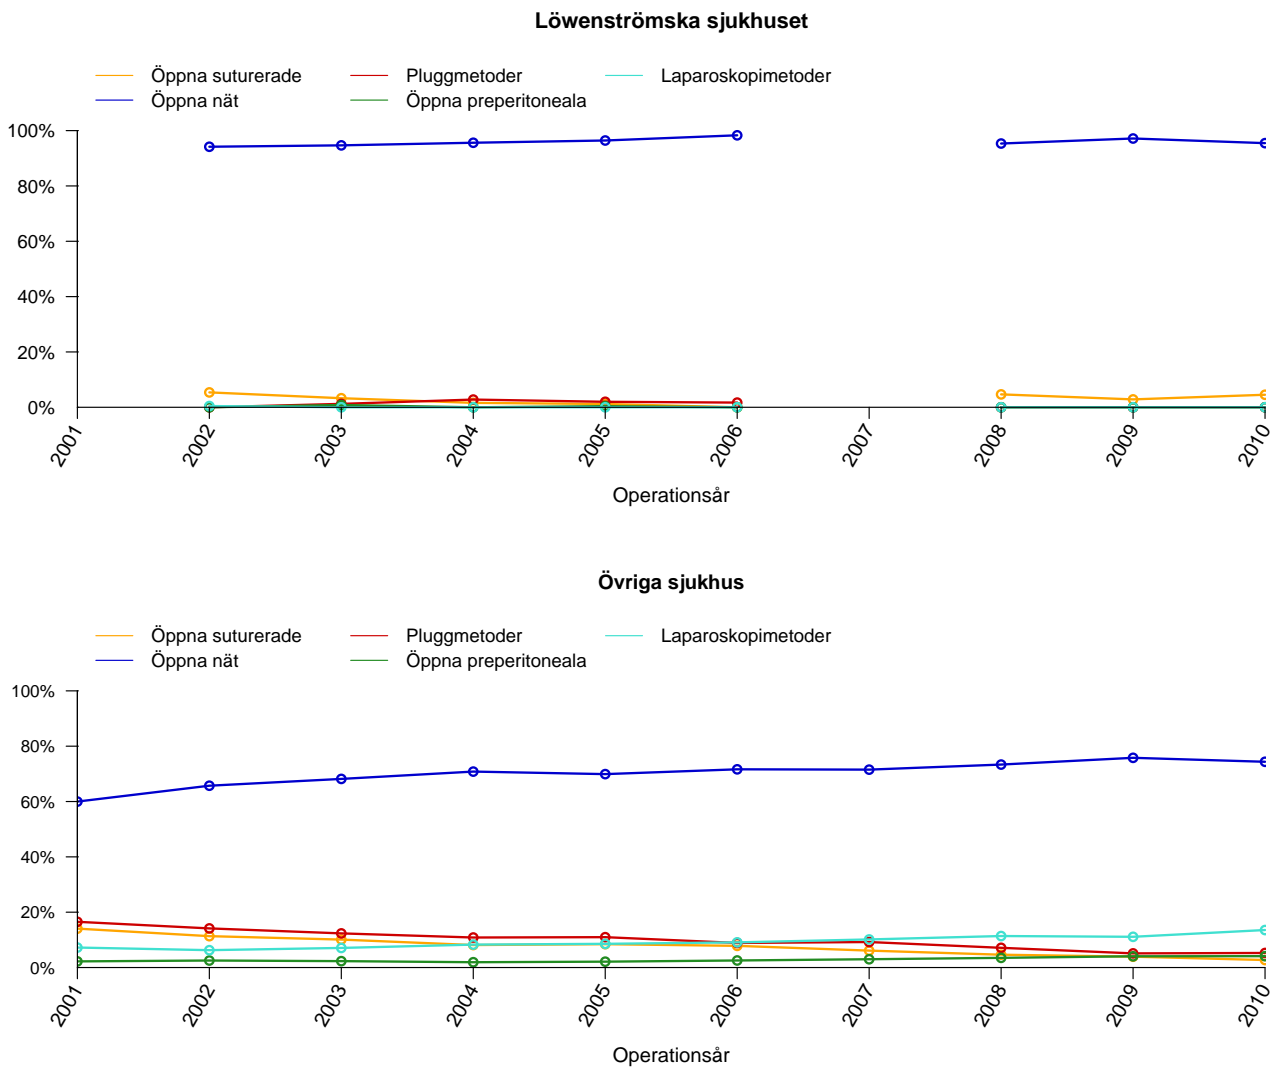 Löwenströmska sjukhuset
Öppna suturerade Pluggmetoder Laparoskopimetoder
Öppna nät Öppna preperitoneala
100%
80%
60%
40%
20%
0%
2001 2002 2003 2004 2005 2006 2007 2008 2009 2010
Operationsår
Övriga sjukhus
Öppna suturerade Pluggmetoder Laparoskopimetoder
Öppna nät Öppna preperitoneala
100%
80%
60%
40%
20%
0%
2001 2002 2003 2004 2005 2006 2007 2008 2009 2010
Operationsår